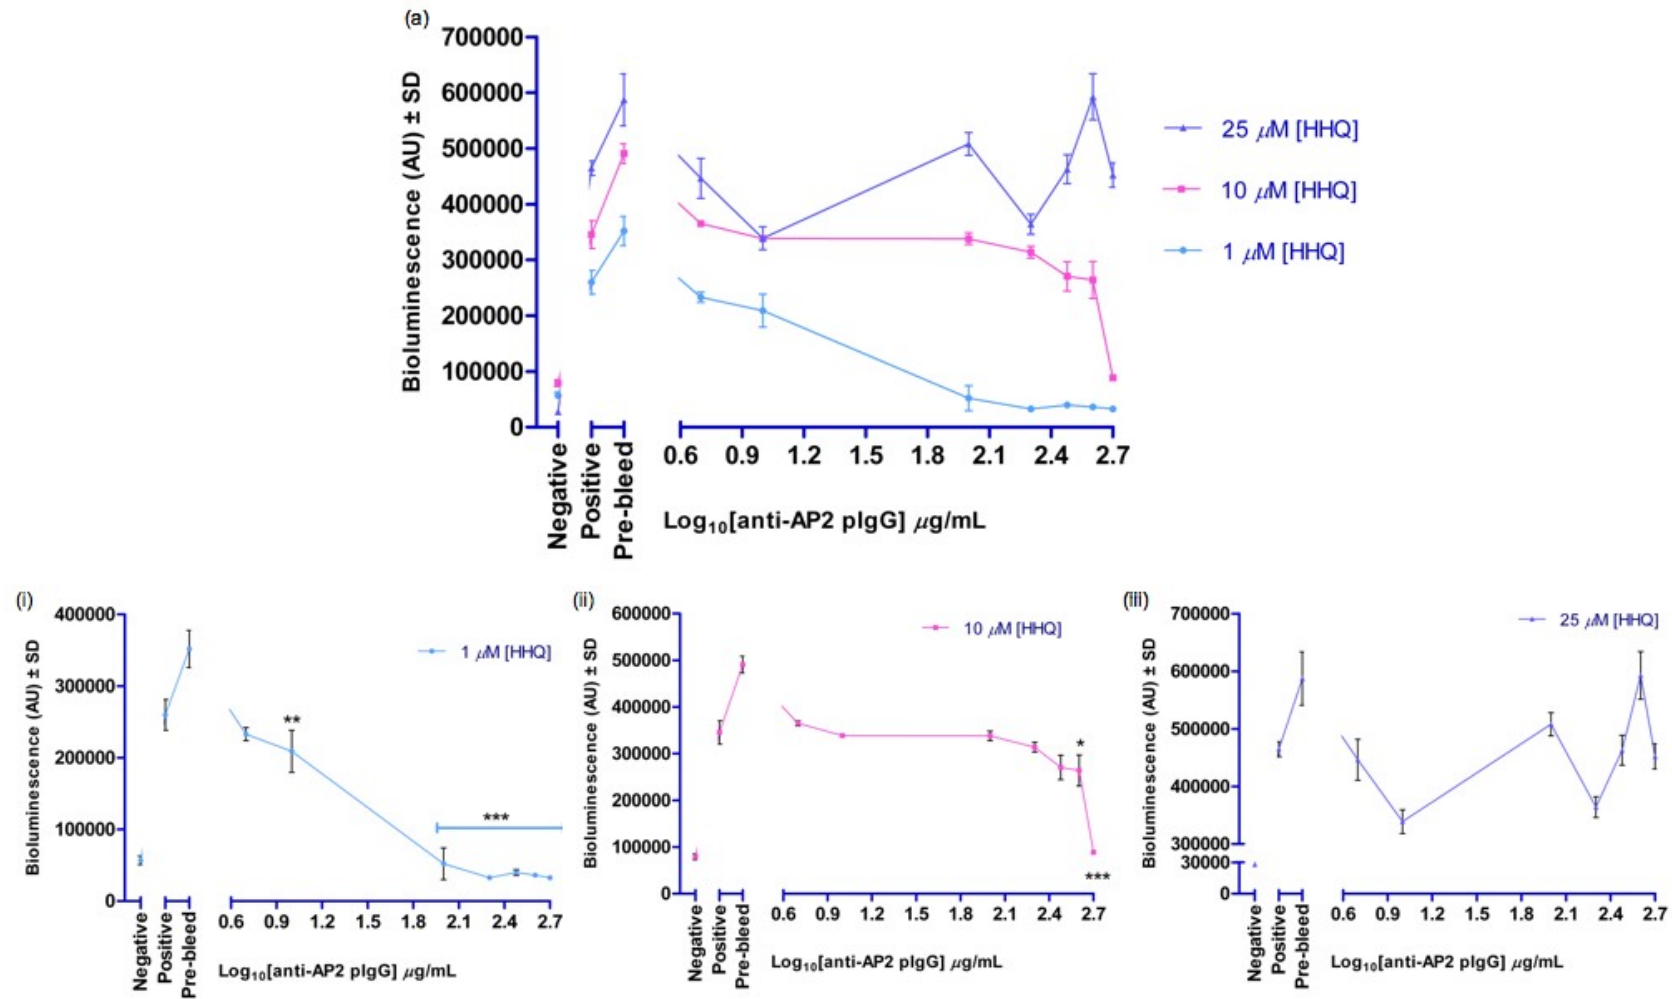 (a)
Bioluminescence (AU) ± SD
700000
600000
500000
400000
300000
200000
100000
0
Negative
Positive
Pre-bleed
0.6 0.9 1.2 1.5 1.8 2.1 2.4 2.7
Log10[anti-AP2 pIgG] µg/mL
25 µM [HHQ]
10 µM [HHQ]
1 µM [HHQ]
(i)
Bioluminescence (AU) ± SD
400000
300000
200000
100000
0
**
***
1 µM [HHQ]
Negative
Positive
Pre-bleed
0.6 0.9 1.2 1.5 1.8 2.1 2.4 2.7
Log10[anti-AP2 pIgG] µg/mL
(ii)
Bioluminescence (AU) ± SD
600000
500000
400000
300000
200000
100000
0
10 µM [HHQ]
*
***
Negative
Positive
Pre-bleed
0.6 0.9 1.2 1.5 1.8 2.1 2.4 2.7
Log10[anti-AP2 pIgG] µg/mL
(iii)
Bioluminescence (AU) ± SD
700000
600000
500000
400000
300000
30000
0
25 µM [HHQ]
Negative
Positive
Pre-bleed
0.6 0.9 1.2 1.5 1.8 2.1 2.4 2.7
Log10[anti-AP2 pIgG] µg/mL